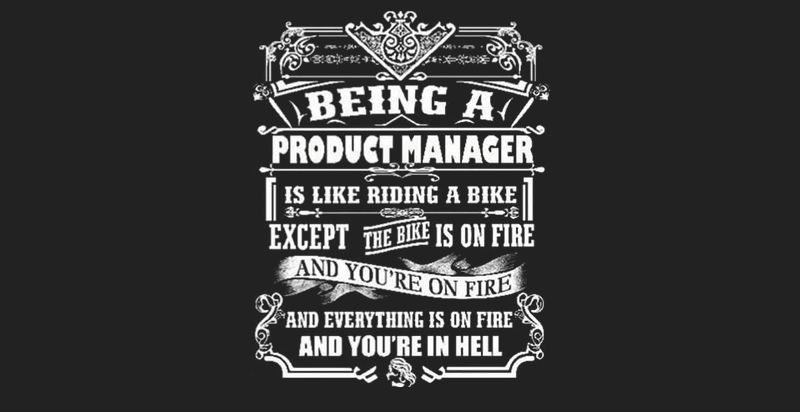 BEING A
PRODUCT MANAGER
IS LIKE RIDING A BIKE
EXCEPT THE BIKE IS ON FIRE
AND YOU'RE ON FIRE
AND EVERYTHING IS ON FIRE
AND YOU'RE IN HELL